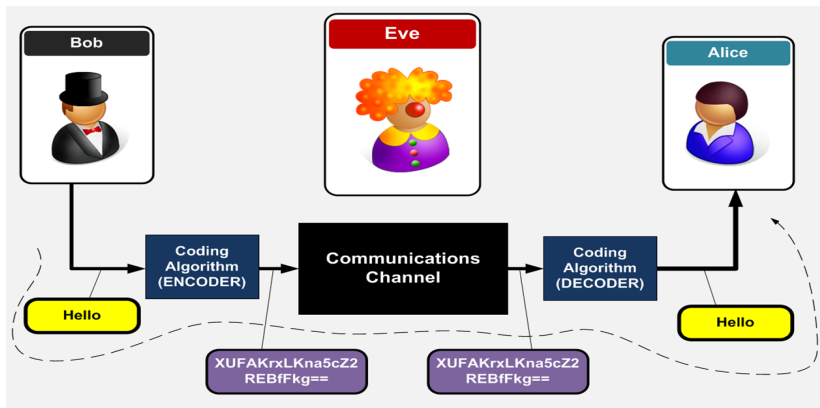 Bob
Eve
Alice
Coding
Algorithm
(ENCODER)
Communications
Channel
Coding
Algorithm
(DECODER)
Hello
Hello
XUFAKrxLKna5cZ2
REBfFkg==
XUFAKrxLKna5cZ2
REBfFkg==